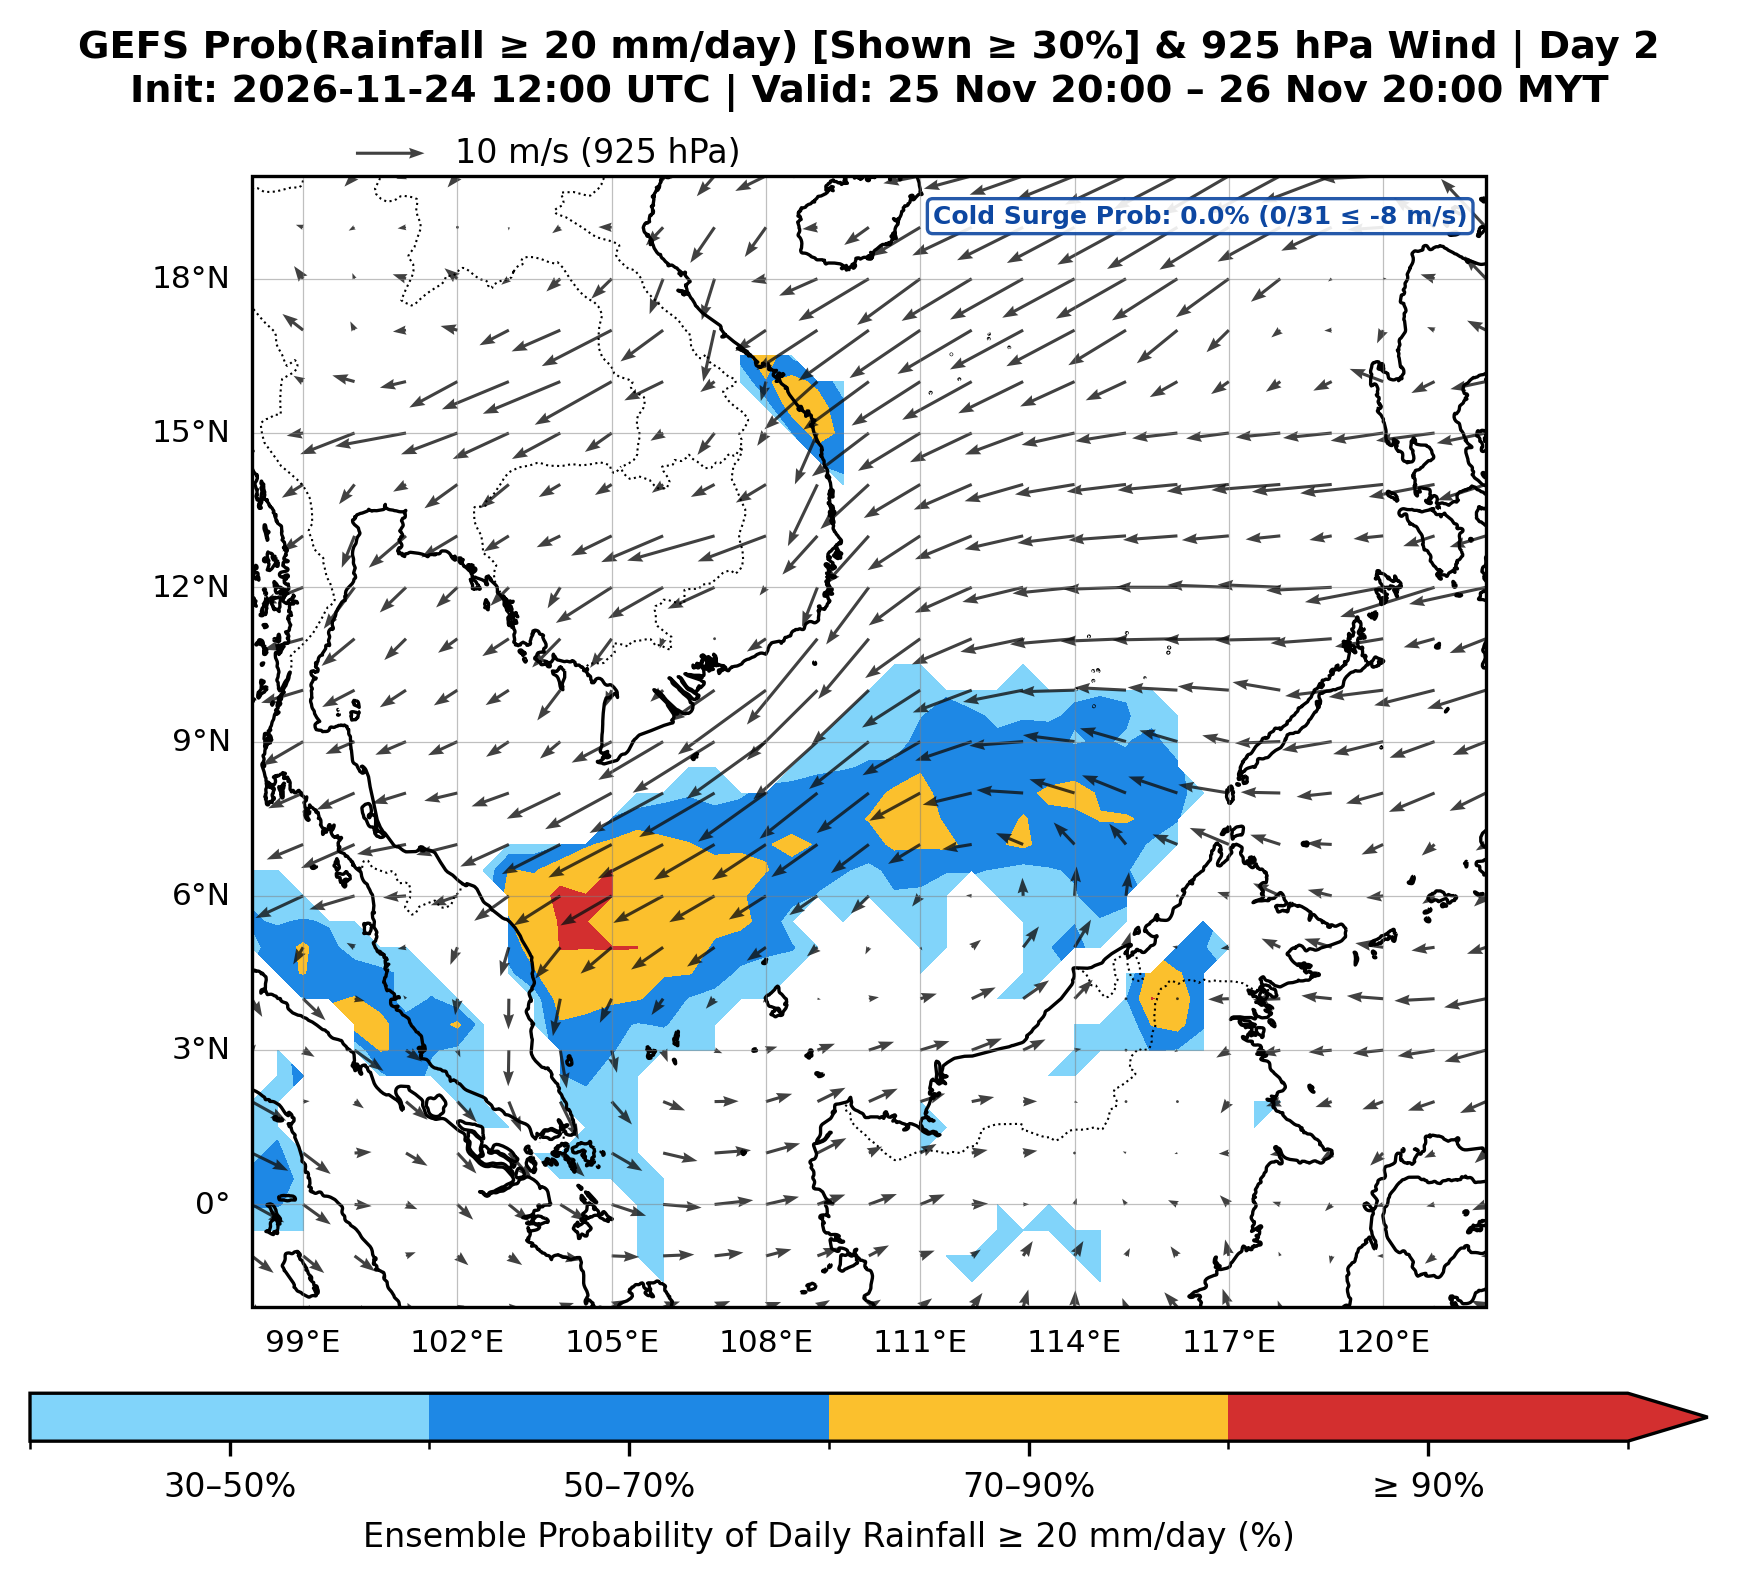 GEFS Prob(Rainfall ≥ 20 mm/day) [Shown ≥ 30%] & 925 hPa Wind | Day 2
Init: 2026-11-24 12:00 UTC | Valid: 25 Nov 20:00 – 26 Nov 20:00 MYT
10 m/s (925 hPa)
Cold Surge Prob: 0.0% (0/31 ≤ -8 m/s)
18°N
15°N
12°N
9°N
6°N
3°N
0°
99°E 102°E 105°E 108°E 111°E 114°E 117°E 120°E
30–50% 50–70% 70–90% ≥ 90%
Ensemble Probability of Daily Rainfall ≥ 20 mm/day (%)